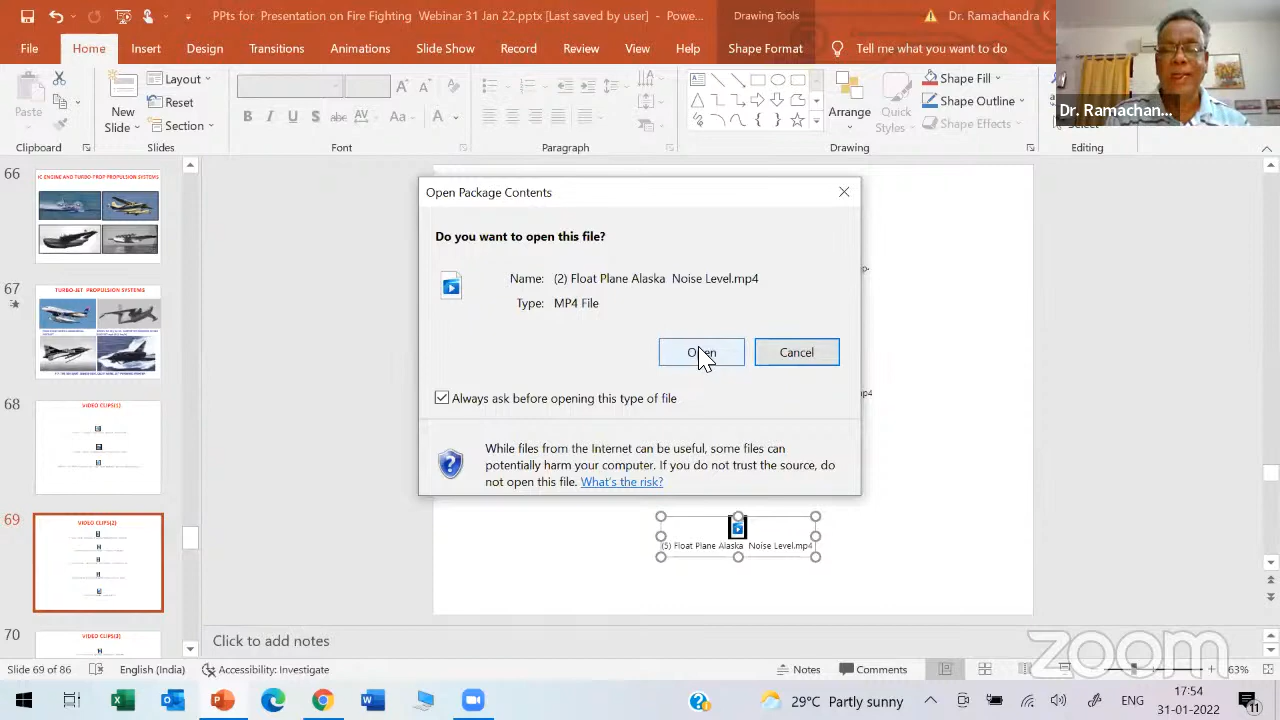 PPTs for Presentation on Fire Fighting Webinar 31 Jan 22.pptx [Last saved by user] - Powe...
Drawing Tools
Dr. Ramachandra K
File Home Insert Design Transitions Animations Slide Show Record Review View Help Shape Format Tell me what you want to do
Paste
New
Slide
Layout
Reset
Section
B I U S abc AV Aa A
Arrange
Quick
Styles
Shape Fill
Shape Outline
Shape Effects
Select
Clipboard Slides Font Paragraph Drawing Editing
Dr. Ramachan...
66
IC ENGINE AND TURBO-PROP PROPULSION SYSTEMS
67
TURBO-JET PROPULSION SYSTEMS
68
VIDEO CLIPS(1)
69
VIDEO CLIPS(2)
70
VIDEO CLIPS(3)
Open Package Contents
Do you want to open this file?
Name: (2) Float Plane Alaska Noise Level.mp4
Type: MP4 File
Open Cancel
Always ask before opening this type of file
While files from the Internet can be useful, some files can
potentially harm your computer. If you do not trust the source, do
not open this file. What's the risk?
(5) Float Plane Alaska Noise Level.mp4
Click to add notes
zoom
Slide 69 of 86 English (India) Accessibility: Investigate Notes Comments 63%
29°C Partly sunny
ENG
17:54
31-01-2022
11